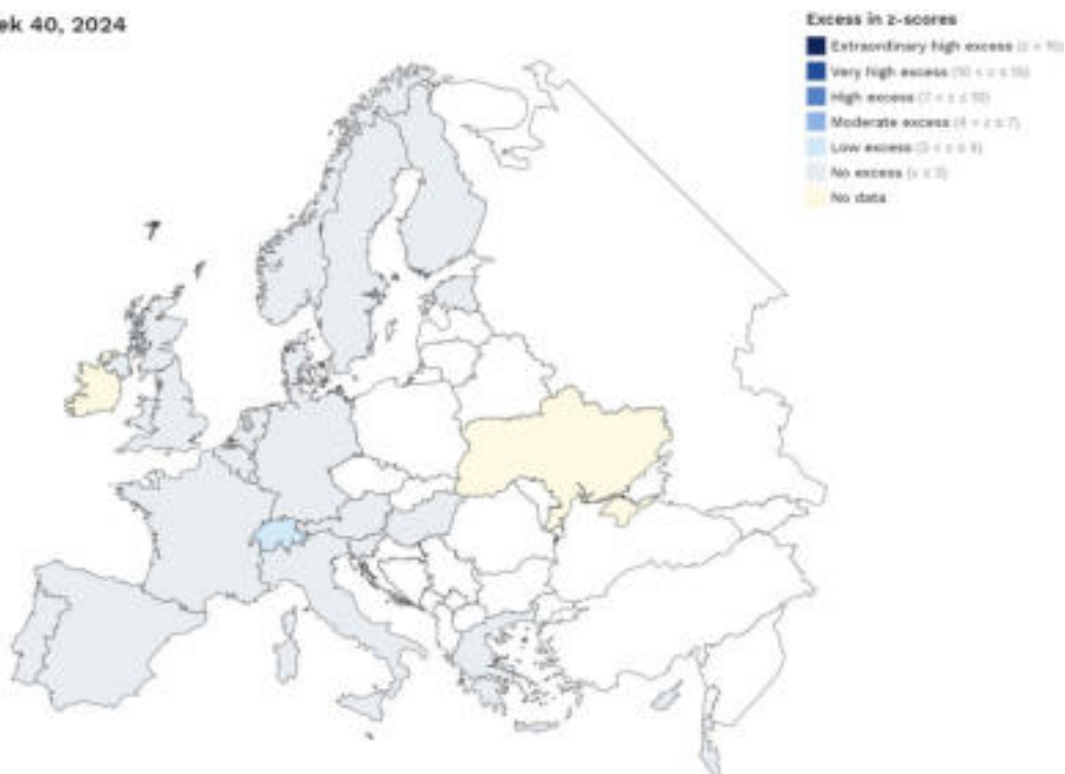 ek 40, 2024
Excess in z-scores
Extraordinary high excess
Very high excess
High excess
Moderate excess
Low excess
No excess
No data